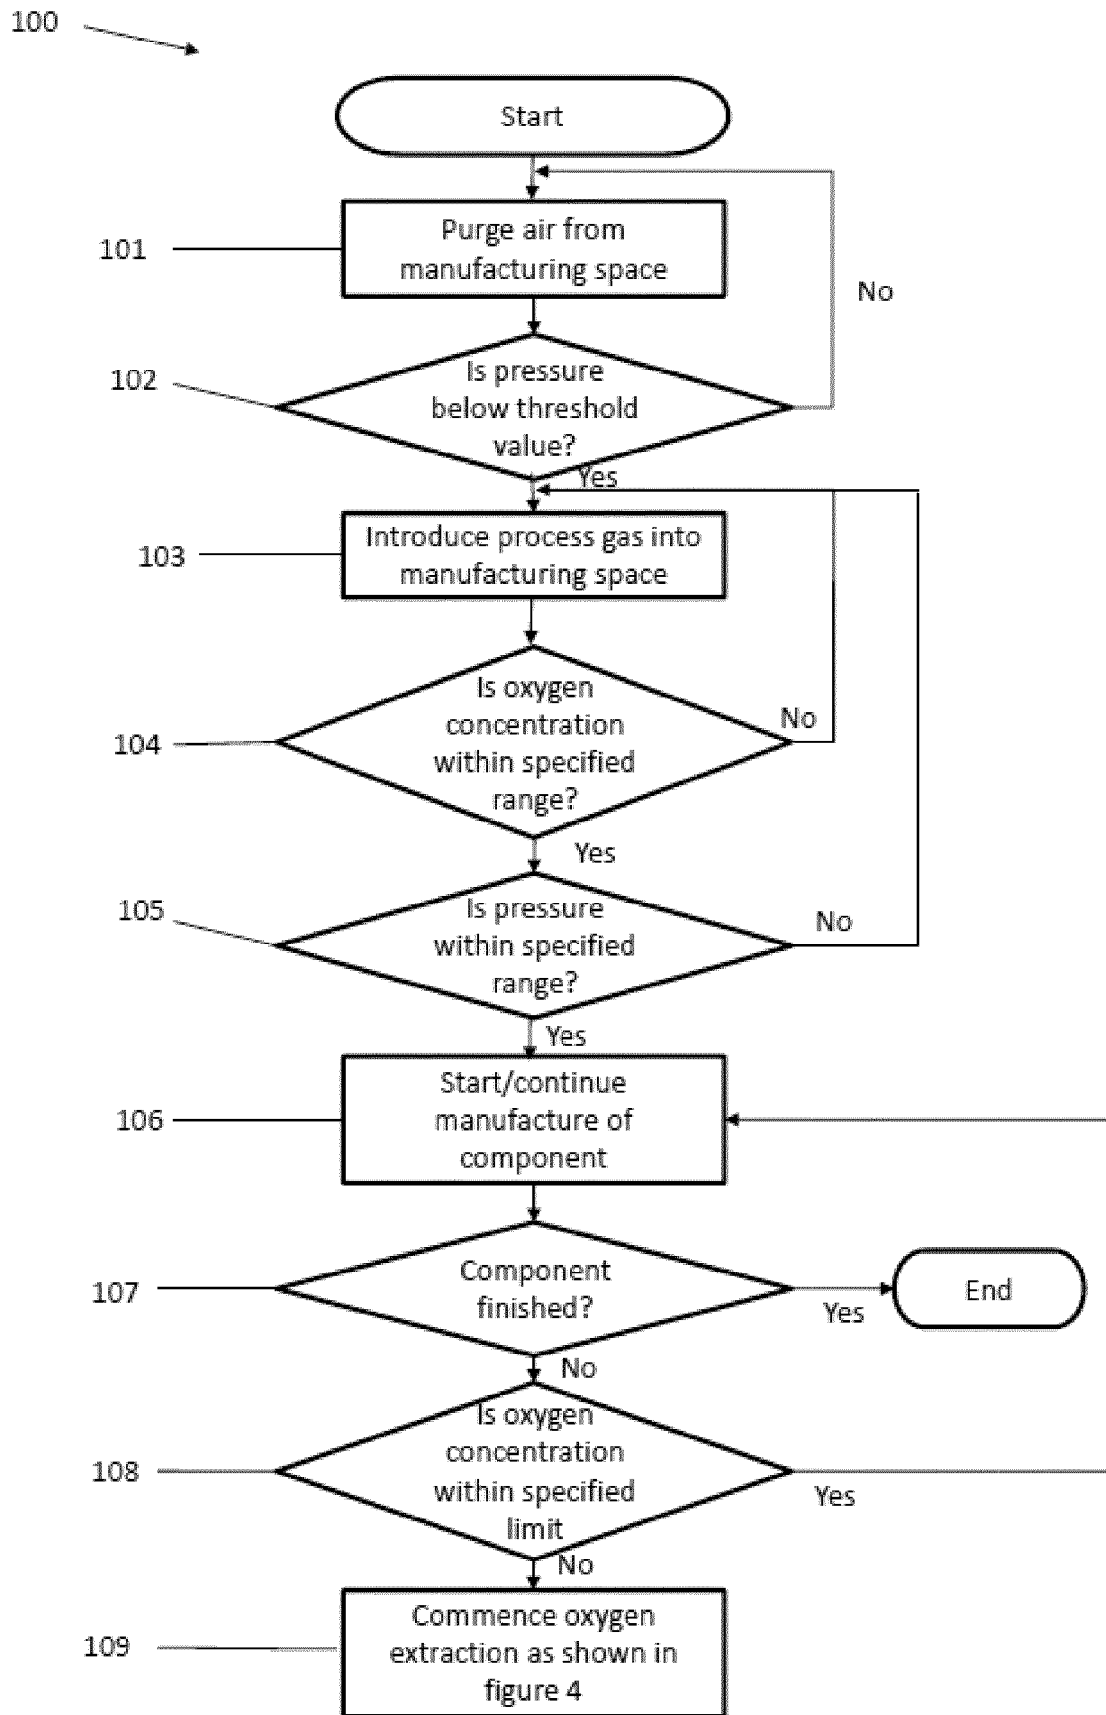 100
Start
Purge air from
manufacturing space
101
No
Is pressure
below threshold
value?
102
Yes
Introduce process gas into
manufacturing space
103
Is oxygen
concentration
within specified
range?
104
No
Yes
Is pressure
within specified
range?
105
No
Yes
Start/continue
manufacture of
component
106
Component
finished?
107
Yes
End
No
Is oxygen
concentration
within specified
limit
108
Yes
No
Commence oxygen
extraction as shown in
figure 4
109